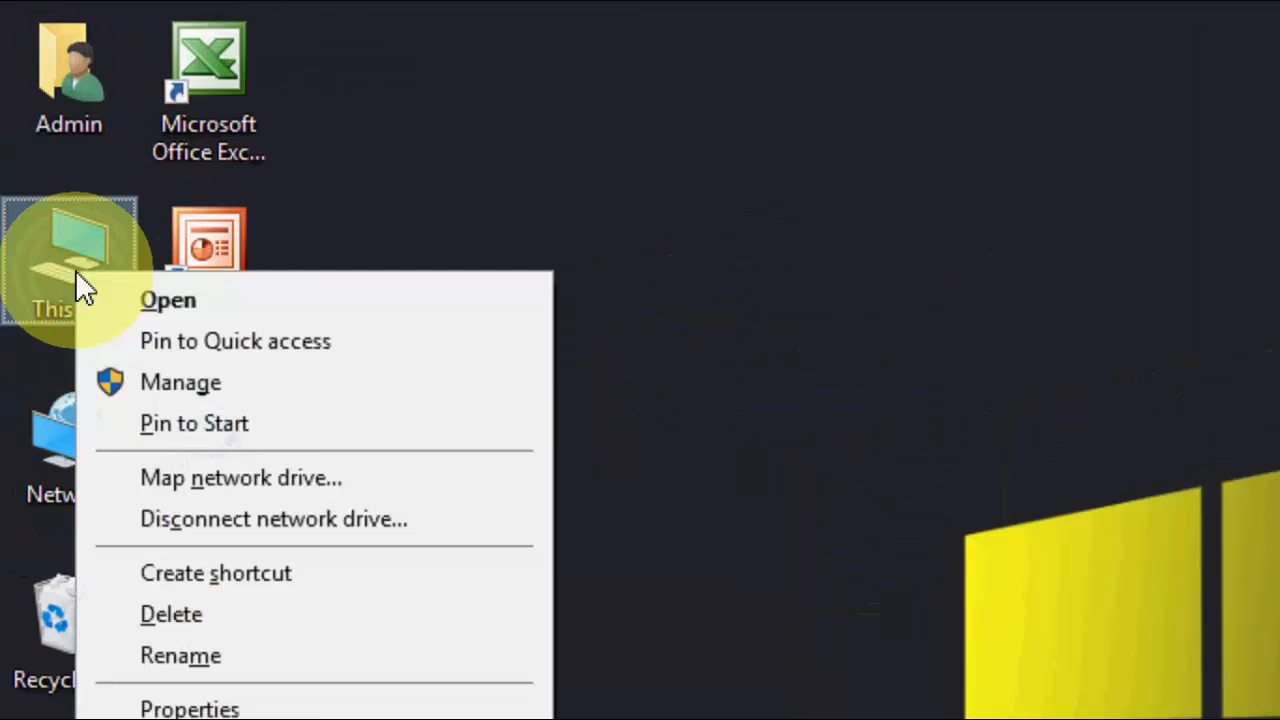 Admin
Microsoft
Office Exc...
This
Netw
Recycl
Open
Pin to Quick access
Manage
Pin to Start
Map network drive...
Disconnect network drive...
Create shortcut
Delete
Rename
Properties